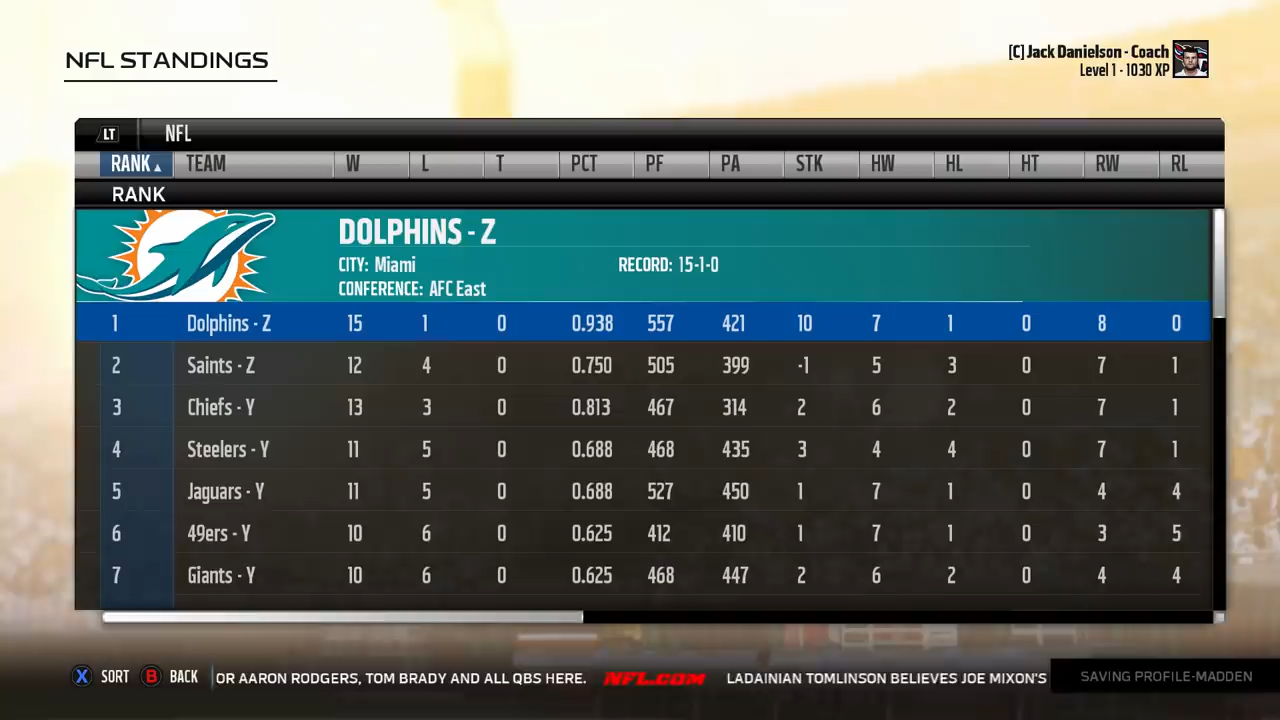 NFL STANDINGS
[C] Jack Danielson - Coach
Level 1 - 1030 XP
LT NFL
RANK TEAM W L T PCT PF PA STK HW HL HT RW RL
RANK
DOLPHINS - Z
CITY: Miami RECORD: 15-1-0
CONFERENCE: AFC East
1 Dolphins - Z 15 1 0 0.938 557 421 10 7 1 0 8 0
2 Saints - Z 12 4 0 0.750 505 399 -1 5 3 0 7 1
3 Chiefs - Y 13 3 0 0.813 467 314 2 6 2 0 7 1
4 Steelers - Y 11 5 0 0.688 468 435 3 4 4 0 7 1
5 Jaguars - Y 11 5 0 0.688 527 450 1 7 1 0 4 4
6 49ers - Y 10 6 0 0.625 412 410 1 7 1 0 3 5
7 Giants - Y 10 6 0 0.625 468 447 2 6 2 0 4 4
X SORT B BACK OR AARON RODGERS, TOM BRADY AND ALL QBS HERE. NFL.COM LADAINIAN TOMLINSON BELIEVES JOE MIXON'S SAVING PROFILE-MADDEN